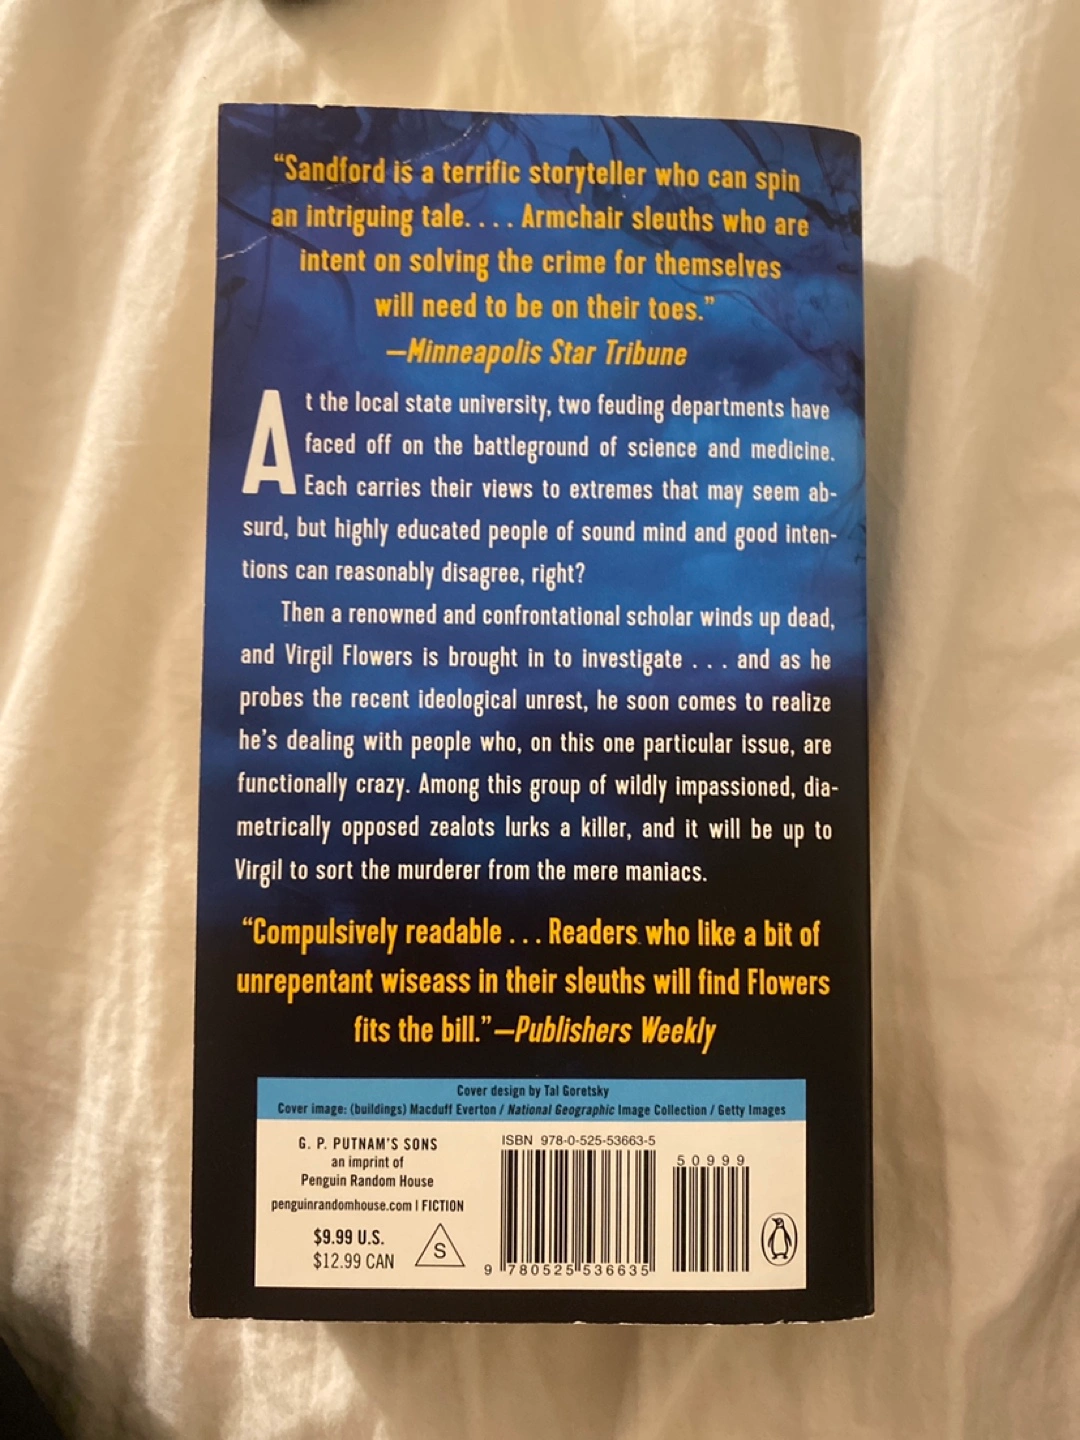 “Sandford is a terrific storyteller who can spin
an intriguing tale. . . . Armchair sleuths who are
intent on solving the crime for themselves
will need to be on their toes.”
—Minneapolis Star Tribune
At the local state university, two feuding departments have
faced off on the battleground of science and medicine.
Each carries their views to extremes that may seem ab-
surd, but highly educated people of sound mind and good inten-
tions can reasonably disagree, right?
Then a renowned and confrontational scholar winds up dead,
and Virgil Flowers is brought in to investigate . . . and as he
probes the recent ideological unrest, he soon comes to realize
he’s dealing with people who, on this one particular issue, are
functionally crazy. Among this group of wildly impassioned, dia-
metrically opposed zealots lurks a killer, and it will be up to
Virgil to sort the murderer from the mere maniacs.
“Compulsively readable . . . Readers who like a bit of
unrepentant wiseass in their sleuths will find Flowers
fits the bill.”—Publishers Weekly
Cover design by Tal Goretsky
Cover image: (buildings) Macduff Everton / National Geographic Image Collection / Getty Images
G. P. PUTNAM’S SONS
an imprint of
Penguin Random House
penguinrandomhouse.com | FICTION
$9.99 U.S.
$12.99 CAN
S
ISBN 978-0-525-53663-5
50999
9 780525 536635